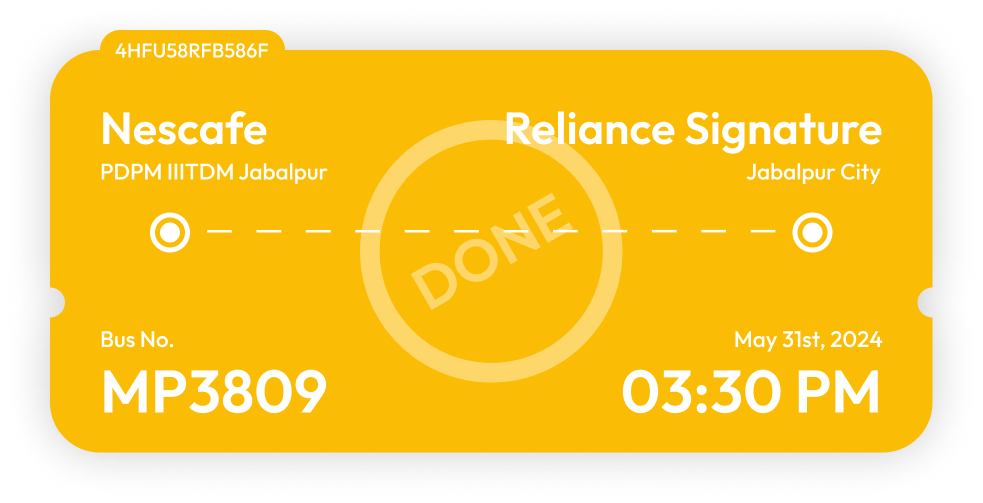 4HFU58RFB586F
Nescafe
Reliance Signature
PDPM IIITDM Jabalpur
Jabalpur City
DONE
Bus No.
May 31st, 2024
MP3809
03:30 PM